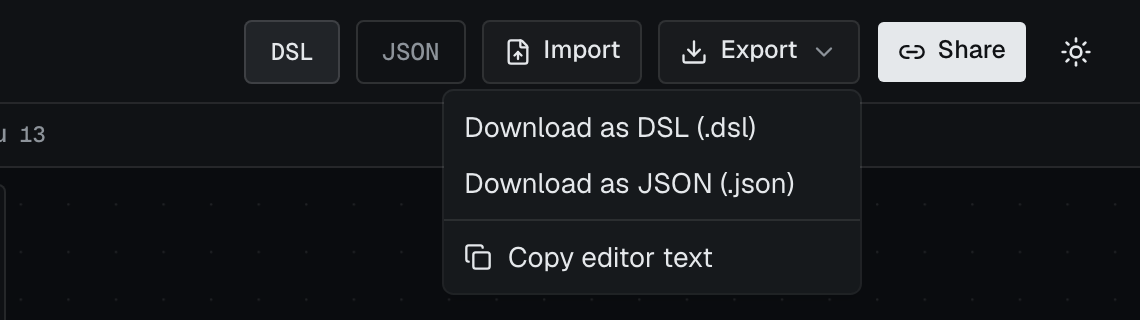 DSL
JSON
Import
Export
Share
13
Download as DSL (.dsl)
Download as JSON (.json)
Copy editor text